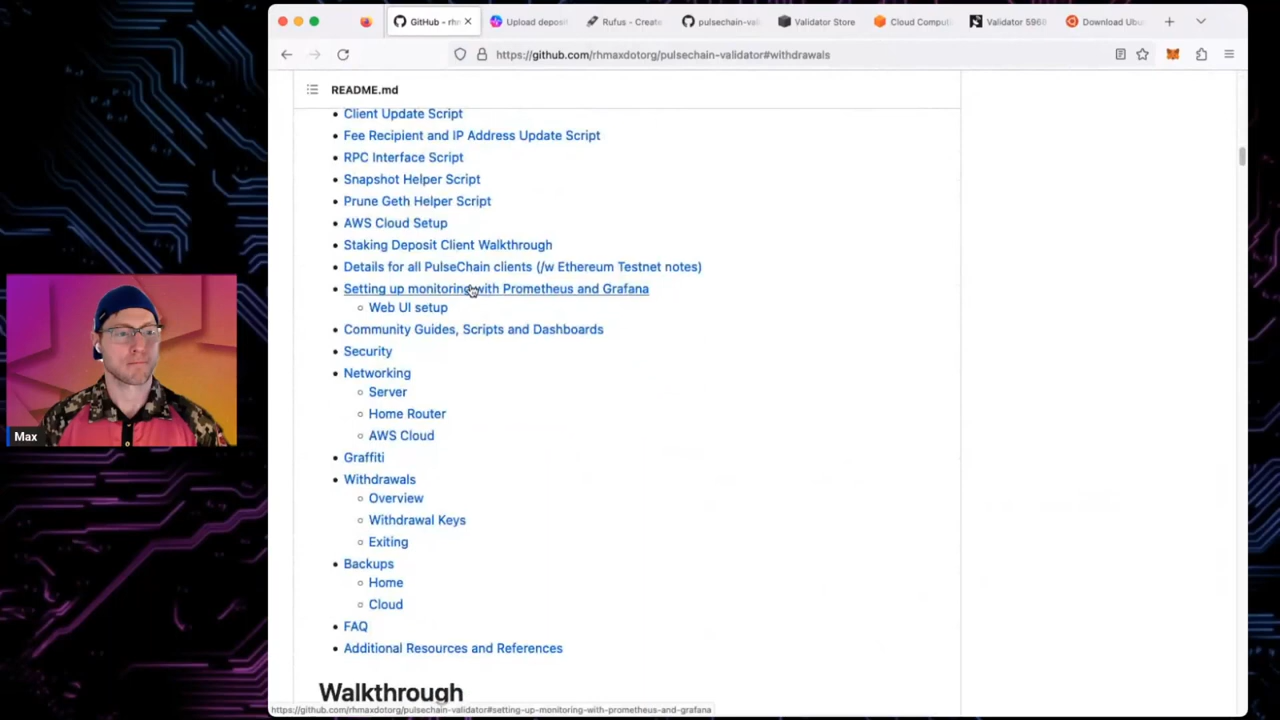 GitHub - rhm
Upload deposi
Rufus - Create
pulsechain-val
Validator Store
Cloud Compu
Validator 5968
Download Ubu
https://github.com/rhmaxdotorg/pulsechain-validator#withdrawals
README.md
Client Update Script
Fee Recipient and IP Address Update Script
RPC Interface Script
Snapshot Helper Script
Prune Geth Helper Script
AWS Cloud Setup
Staking Deposit Client Walkthrough
Details for all PulseChain clients (/w Ethereum Testnet notes)
Setting up monitoring with Prometheus and Grafana
Web UI setup
Community Guides, Scripts and Dashboards
Security
Networking
Server
Home Router
AWS Cloud
Graffiti
Withdrawals
Overview
Withdrawal Keys
Exiting
Backups
Home
Cloud
FAQ
Additional Resources and References
Walkthrough
https://github.com/rhmaxdotorg/pulsechain-validator#setting-up-monitoring-with-prometheus-and-grafana
Max